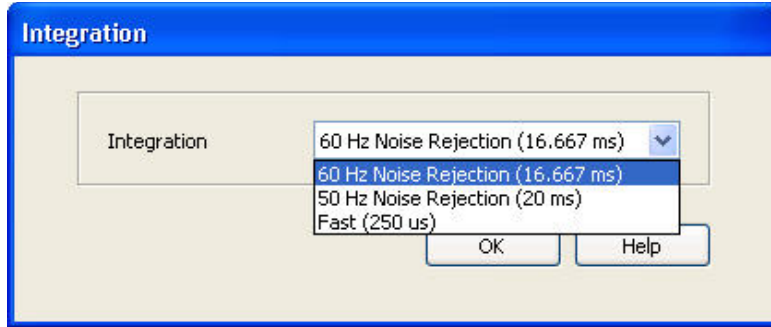 Integration
Integration 60 Hz Noise Rejection (16.667 ms)
60 Hz Noise Rejection (16.667 ms)
50 Hz Noise Rejection (20 ms)
Fast (250 us)
OK Help